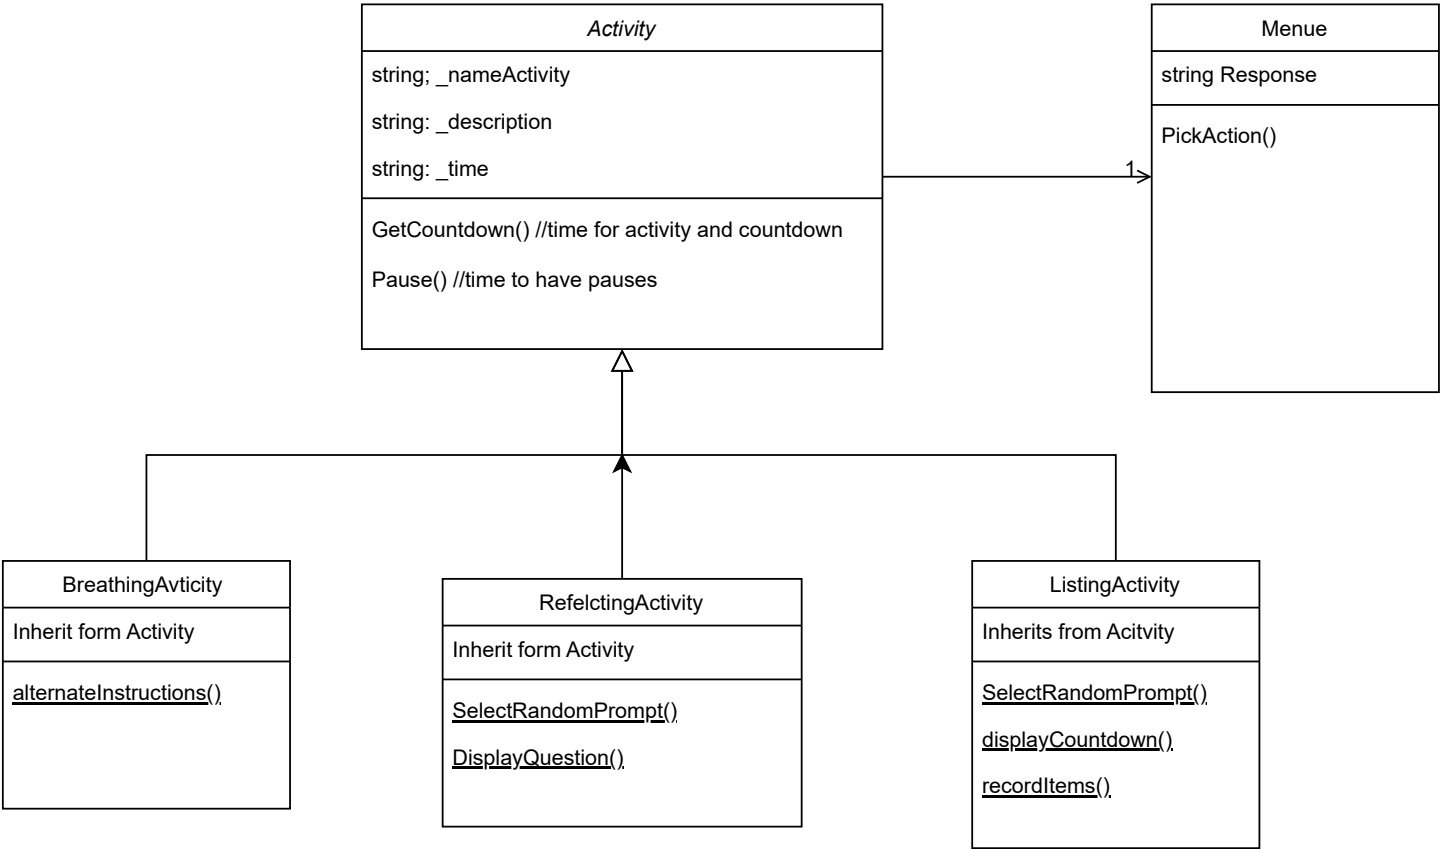 Activity
string; _nameActivity
string: _description
string: _time
GetCountdown() //time for activity and countdown
Pause() //time to have pauses
Menue
string Response
PickAction()
1
BreathingAvticity
Inherit form Activity
alternateInstructions()
RefelctingActivity
Inherit form Activity
SelectRandomPrompt()
DisplayQuestion()
ListingActivity
Inherits from Acitvity
SelectRandomPrompt()
displayCountdown()
recordItems()